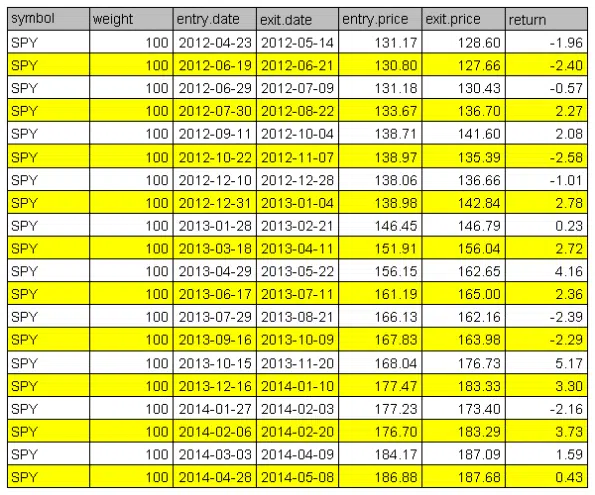 symbol weight entry.date exit.date entry.price exit.price return
SPY 100 2012-04-23 2012-05-14 131.17 128.60 -1.96
SPY 100 2012-06-19 2012-06-21 130.80 127.66 -2.40
SPY 100 2012-06-29 2012-07-09 131.18 130.43 -0.57
SPY 100 2012-07-30 2012-08-22 133.67 136.70 2.27
SPY 100 2012-09-11 2012-10-04 138.71 141.60 2.08
SPY 100 2012-10-22 2012-11-07 138.97 135.39 -2.58
SPY 100 2012-12-10 2012-12-28 138.06 136.66 -1.01
SPY 100 2012-12-31 2013-01-04 138.98 142.84 2.78
SPY 100 2013-01-28 2013-02-21 146.45 146.79 0.23
SPY 100 2013-03-18 2013-04-11 151.91 156.04 2.72
SPY 100 2013-04-29 2013-05-22 156.15 162.65 4.16
SPY 100 2013-06-17 2013-07-11 161.19 165.00 2.36
SPY 100 2013-07-29 2013-08-21 166.13 162.16 -2.39
SPY 100 2013-09-16 2013-10-09 167.83 163.98 -2.29
SPY 100 2013-10-15 2013-11-20 168.04 176.73 5.17
SPY 100 2013-12-16 2014-01-10 177.47 183.33 3.30
SPY 100 2014-01-27 2014-02-03 177.23 173.40 -2.16
SPY 100 2014-02-06 2014-02-20 176.70 183.29 3.73
SPY 100 2014-03-03 2014-04-09 184.17 187.09 1.59
SPY 100 2014-04-28 2014-05-08 186.88 187.68 0.43